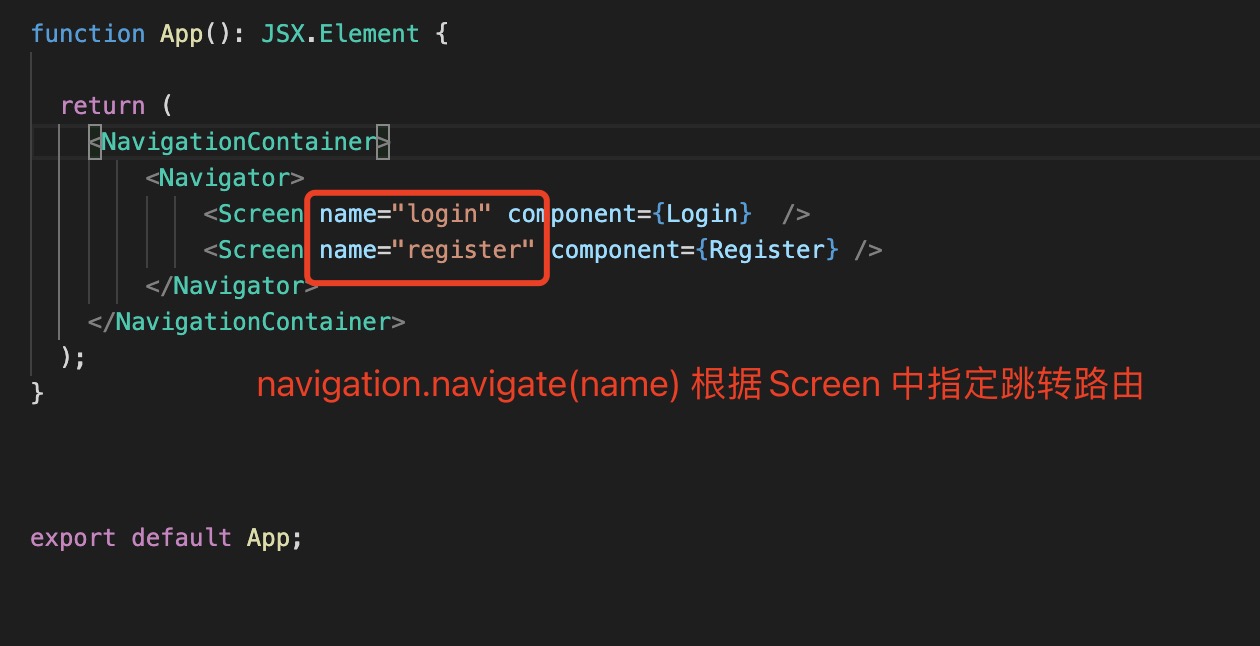 function App(): JSX.Element {
return (
<NavigationContainer>
<Navigator>
<Screen name="login" component={Login}  />
<Screen name="register" component={Register} />
</Navigator>
</NavigationContainer>
);
}
navigation.navigate(name) 根据 Screen 中指定跳转路由
export default App;